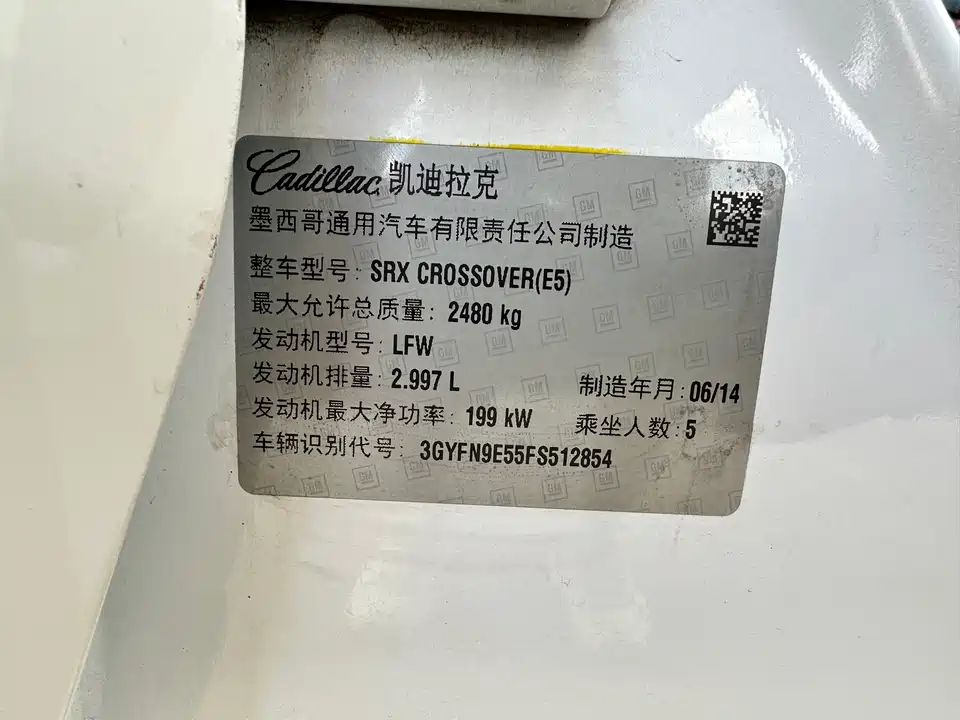 Cadillac 凯迪拉克
墨西哥通用汽车有限责任公司制造
整车型号: SRX CROSSOVER(E5)
最大允许总质量: 2480 kg
发动机型号: LFW
发动机排量: 2.997 L
制造年月: 06/14
发动机最大净功率: 199 kW
乘坐人数: 5
车辆识别代号: 3GYFN9E55FS512854